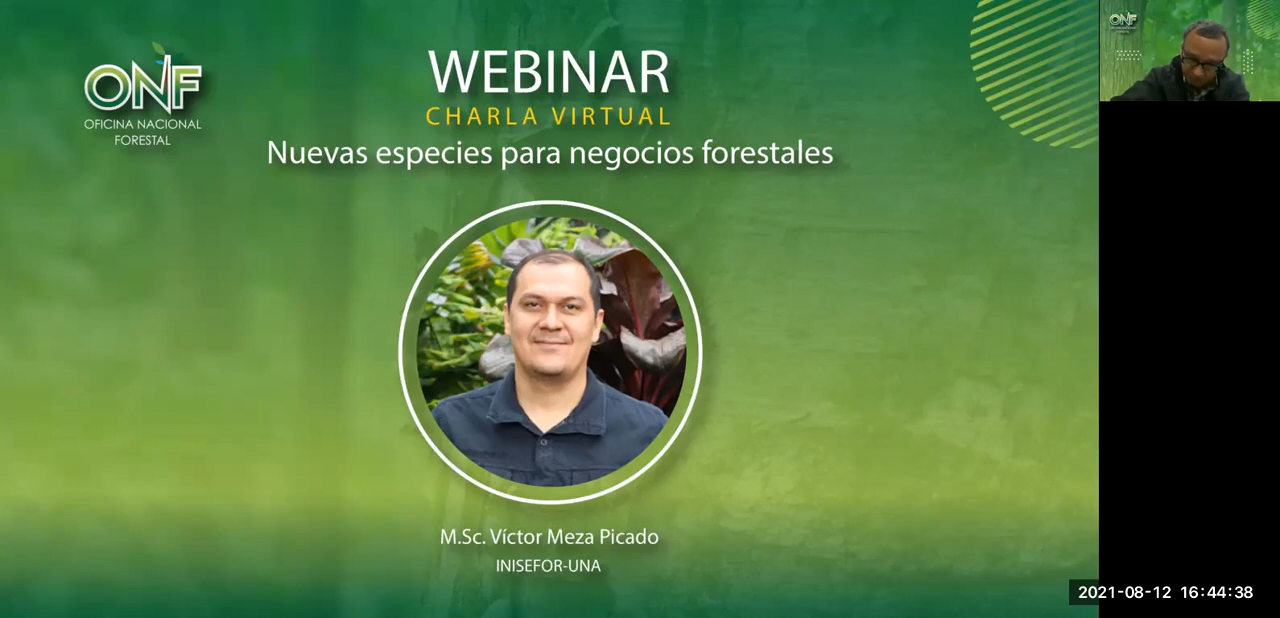 ONF
OFICINA NACIONAL
FORESTAL
WEBINAR
CHARLA VIRTUAL
Nuevas especies para negocios forestales
M.Sc. Víctor Meza Picado
INISEFOR-UNA
ONF
2021-08-12 16:44:38